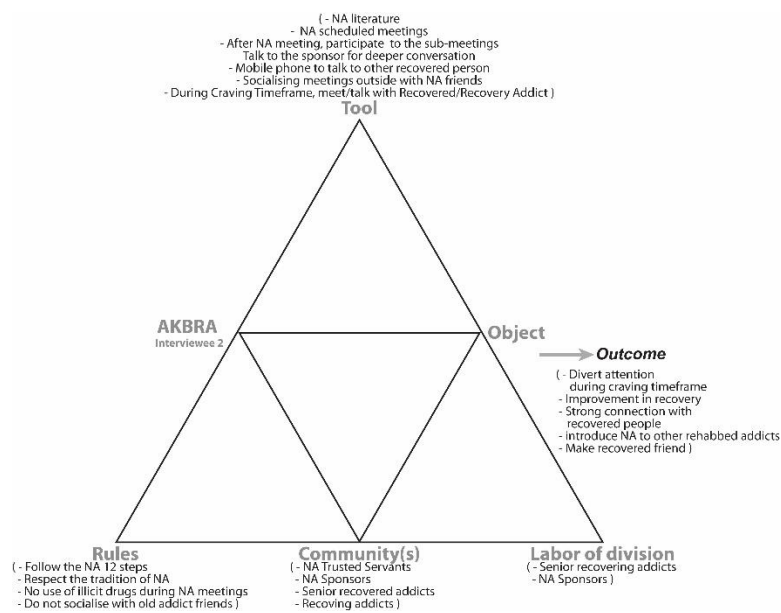 ( - NA literature
- NA scheduled meetings
- After NA meeting, participate to the sub-meetings
Talk to the sponsor for deeper conversation
- Mobile phone to talk to other recovered person
- Socialising meetings outside with NA friends
- During Craving Timeframe, meet/talk with Recovered/Recovery Addict )
Tool
AKBRA
Interviewee 2
Object
Outcome
( - Divert attention
during craving timeframe
- Improvement in recovery
- Strong connection with
recovered people
- introduce NA to other rehabbed addicts
- Make recovered friend )
Rules
( - Follow the NA 12 steps
- Respect the tradition of NA
- No use of illicit drugs during NA meetings
- Do not socialise with old addict friends )
Community(s)
( - NA Trusted Servants
- NA Sponsors
- Senior recovered addicts
- Recoving addicts )
Labor of division
( - Senior recovering addicts
- NA Sponsors )